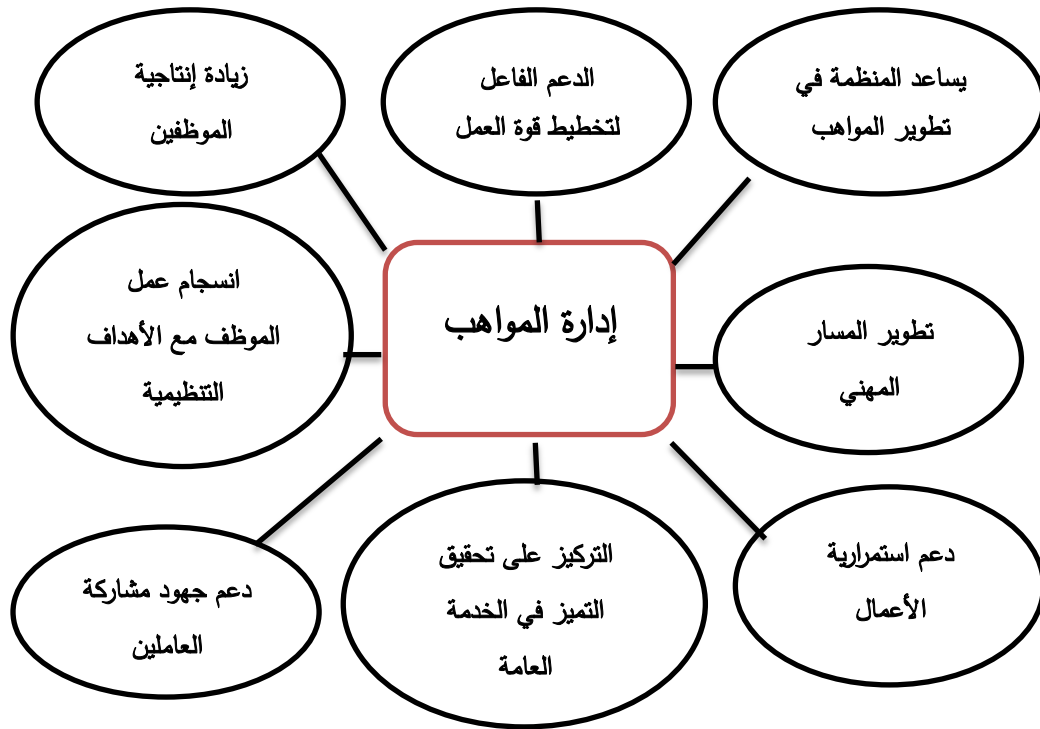 يساعد المنظمة في
تطوير المواهب
الدعم الفاعل
لتخطيط قوة العمل
زيادة إنتاجية
الموظفين
إدارة المواهب
تطوير المسار
المهني
انسجام عمل
الموظف مع الأهداف
التنظيمية
دعم استمرارية
الأعمال
التركيز على تحقيق
التميز في الخدمة
العامة
دعم جهود مشاركة
العاملين